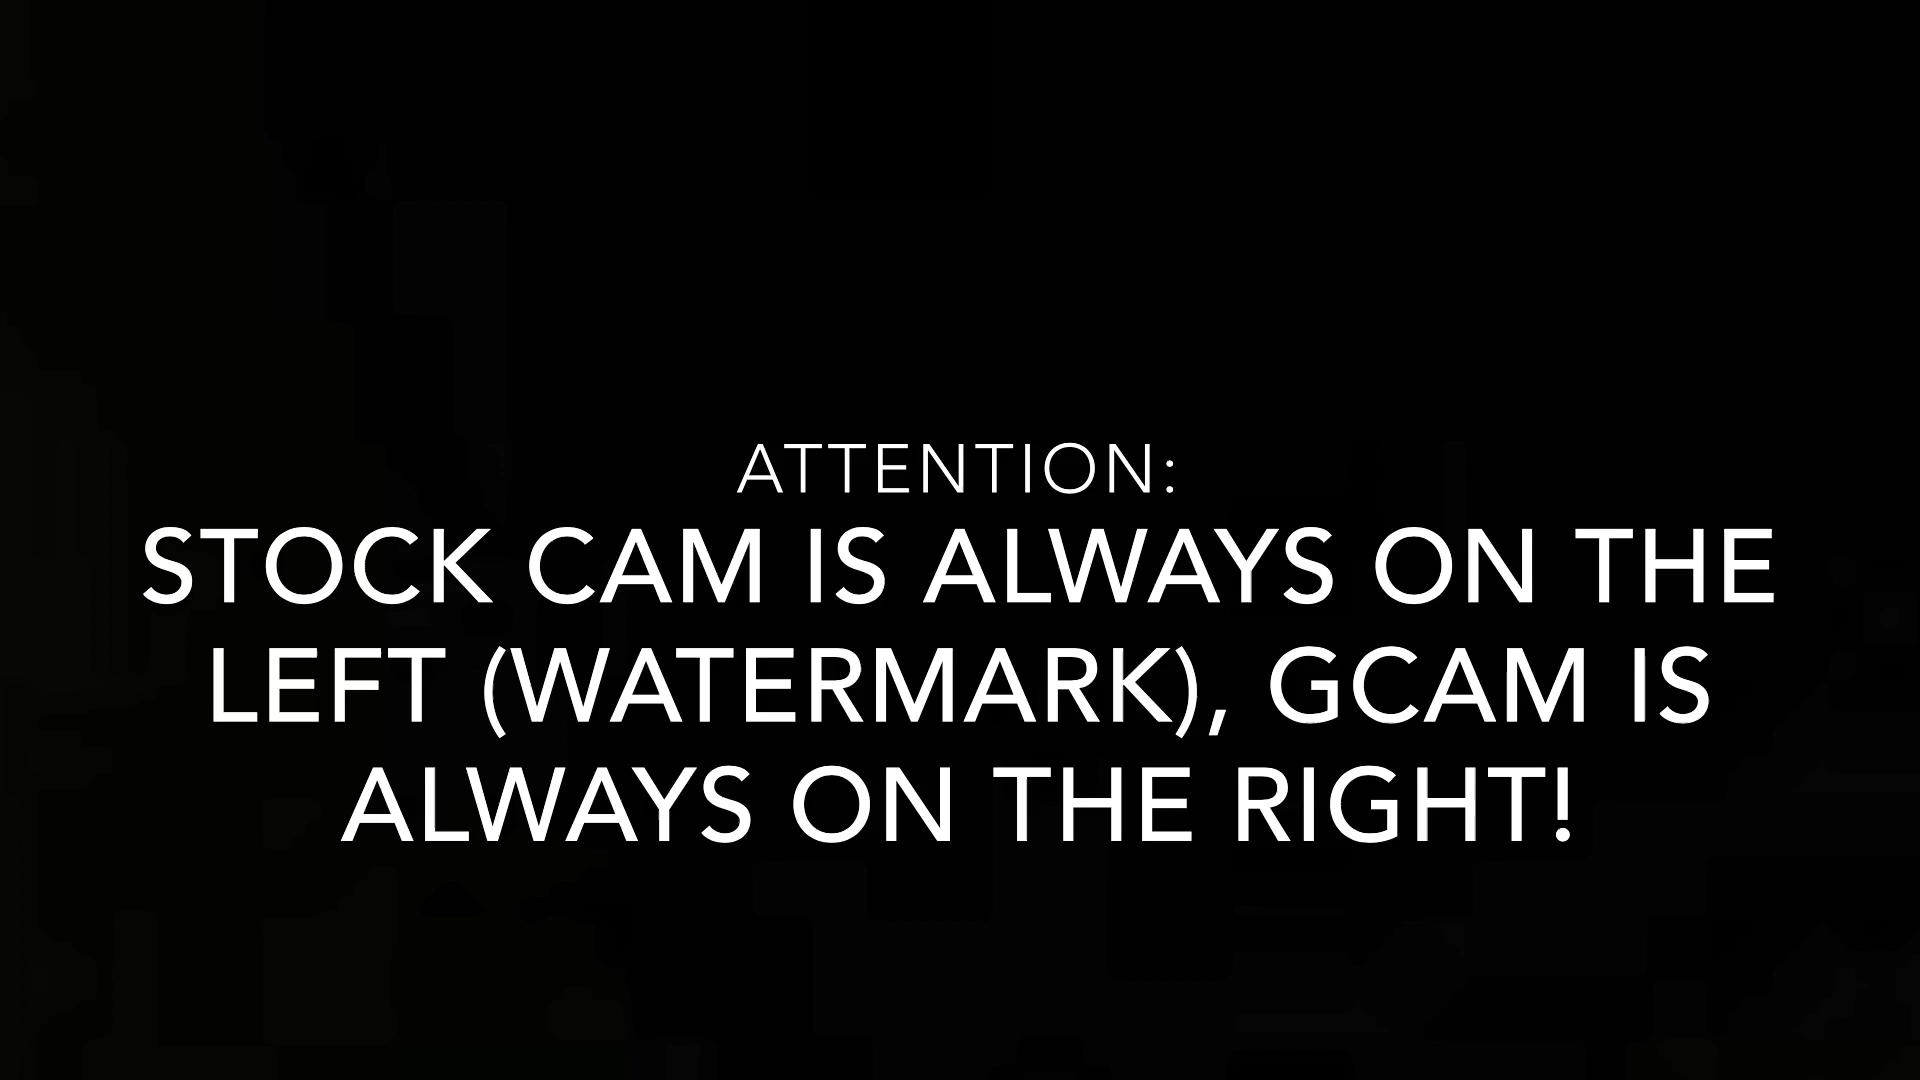 ATTENTION:
STOCK CAM IS ALWAYS ON THE
LEFT (WATERMARK), GCAM IS
ALWAYS ON THE RIGHT!